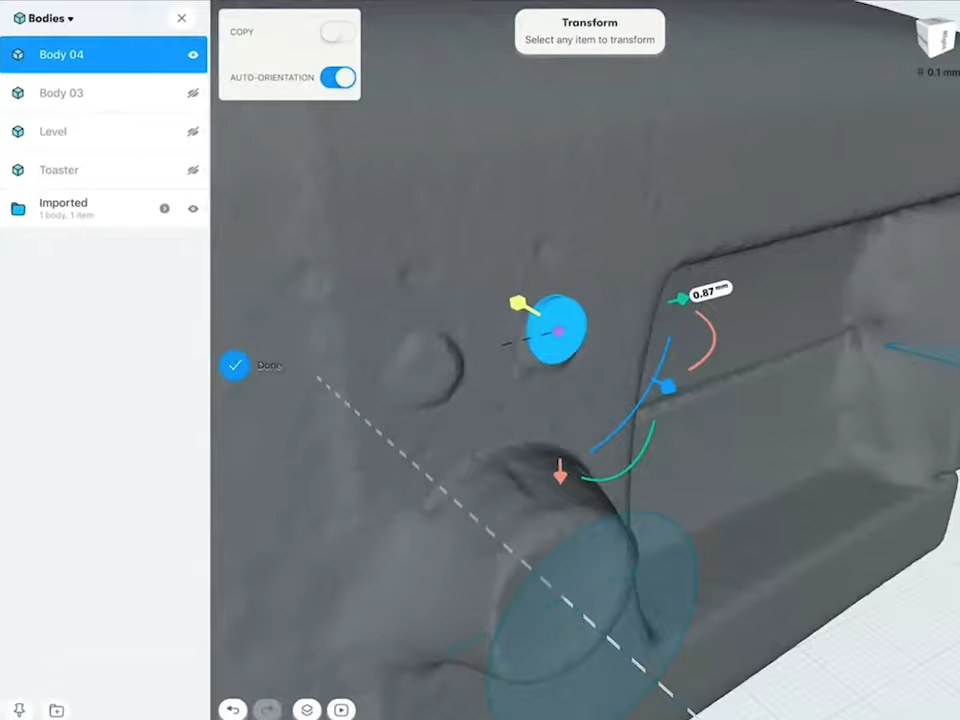 Bodies
Body 04
Body 03
Level
Toaster
Imported
1 body, 1 item
COPY
AUTO-ORIENTATION
Transform
Select any item to transform
Right
0.1 mm
0.87 mm
Done